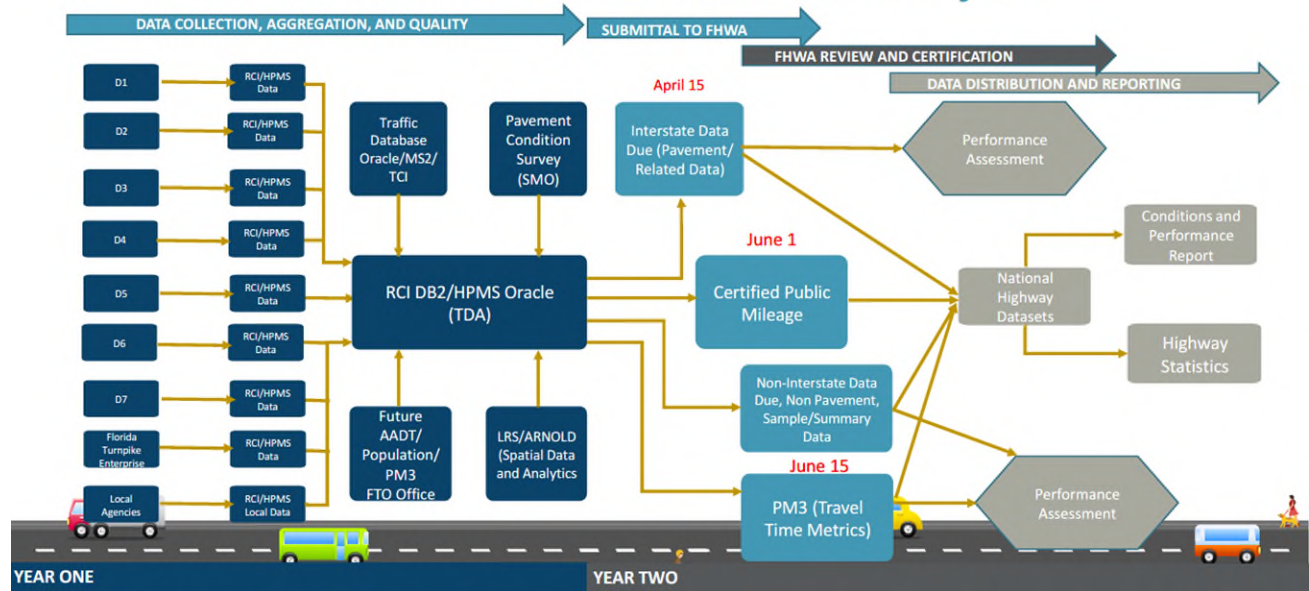 DATA COLLECTION, AGGREGATION, AND QUALITY
SUBMITTAL TO FHWA
FHWA REVIEW AND CERTIFICATION
DATA DISTRIBUTION AND REPORTING
D1
RCI/HPMS
Data
D2
RCI/HPMS
Data
D3
RCI/HPMS
Data
D4
RCI/HPMS
Data
D5
RCI/HPMS
Data
D6
RCI/HPMS
Data
D7
RCI/HPMS
Data
Florida
Turnpike
Enterprise
RCI/HPMS
Data
Local
Agencies
RCI/HPMS
Local Data
Traffic
Database
Oracle/MS2/
TCI
Pavement
Condition
Survey
(SMO)
RCI DB2/HPMS Oracle
(TDA)
Future
AADT/
Population/
PM3
FTO Office
LRS/ARNOLD
(Spatial Data
and Analytics
April 15
Interstate Data
Due (Pavement/
Related Data)
June 1
Certified Public
Mileage
Non-Interstate Data
Due, Non Pavement,
Sample/Summary
Data
June 15
PM3 (Travel
Time Metrics)
Performance
Assessment
National
Highway
Datasets
Conditions and
Performance
Report
Highway
Statistics
Performance
Assessment
YEAR ONE
YEAR TWO